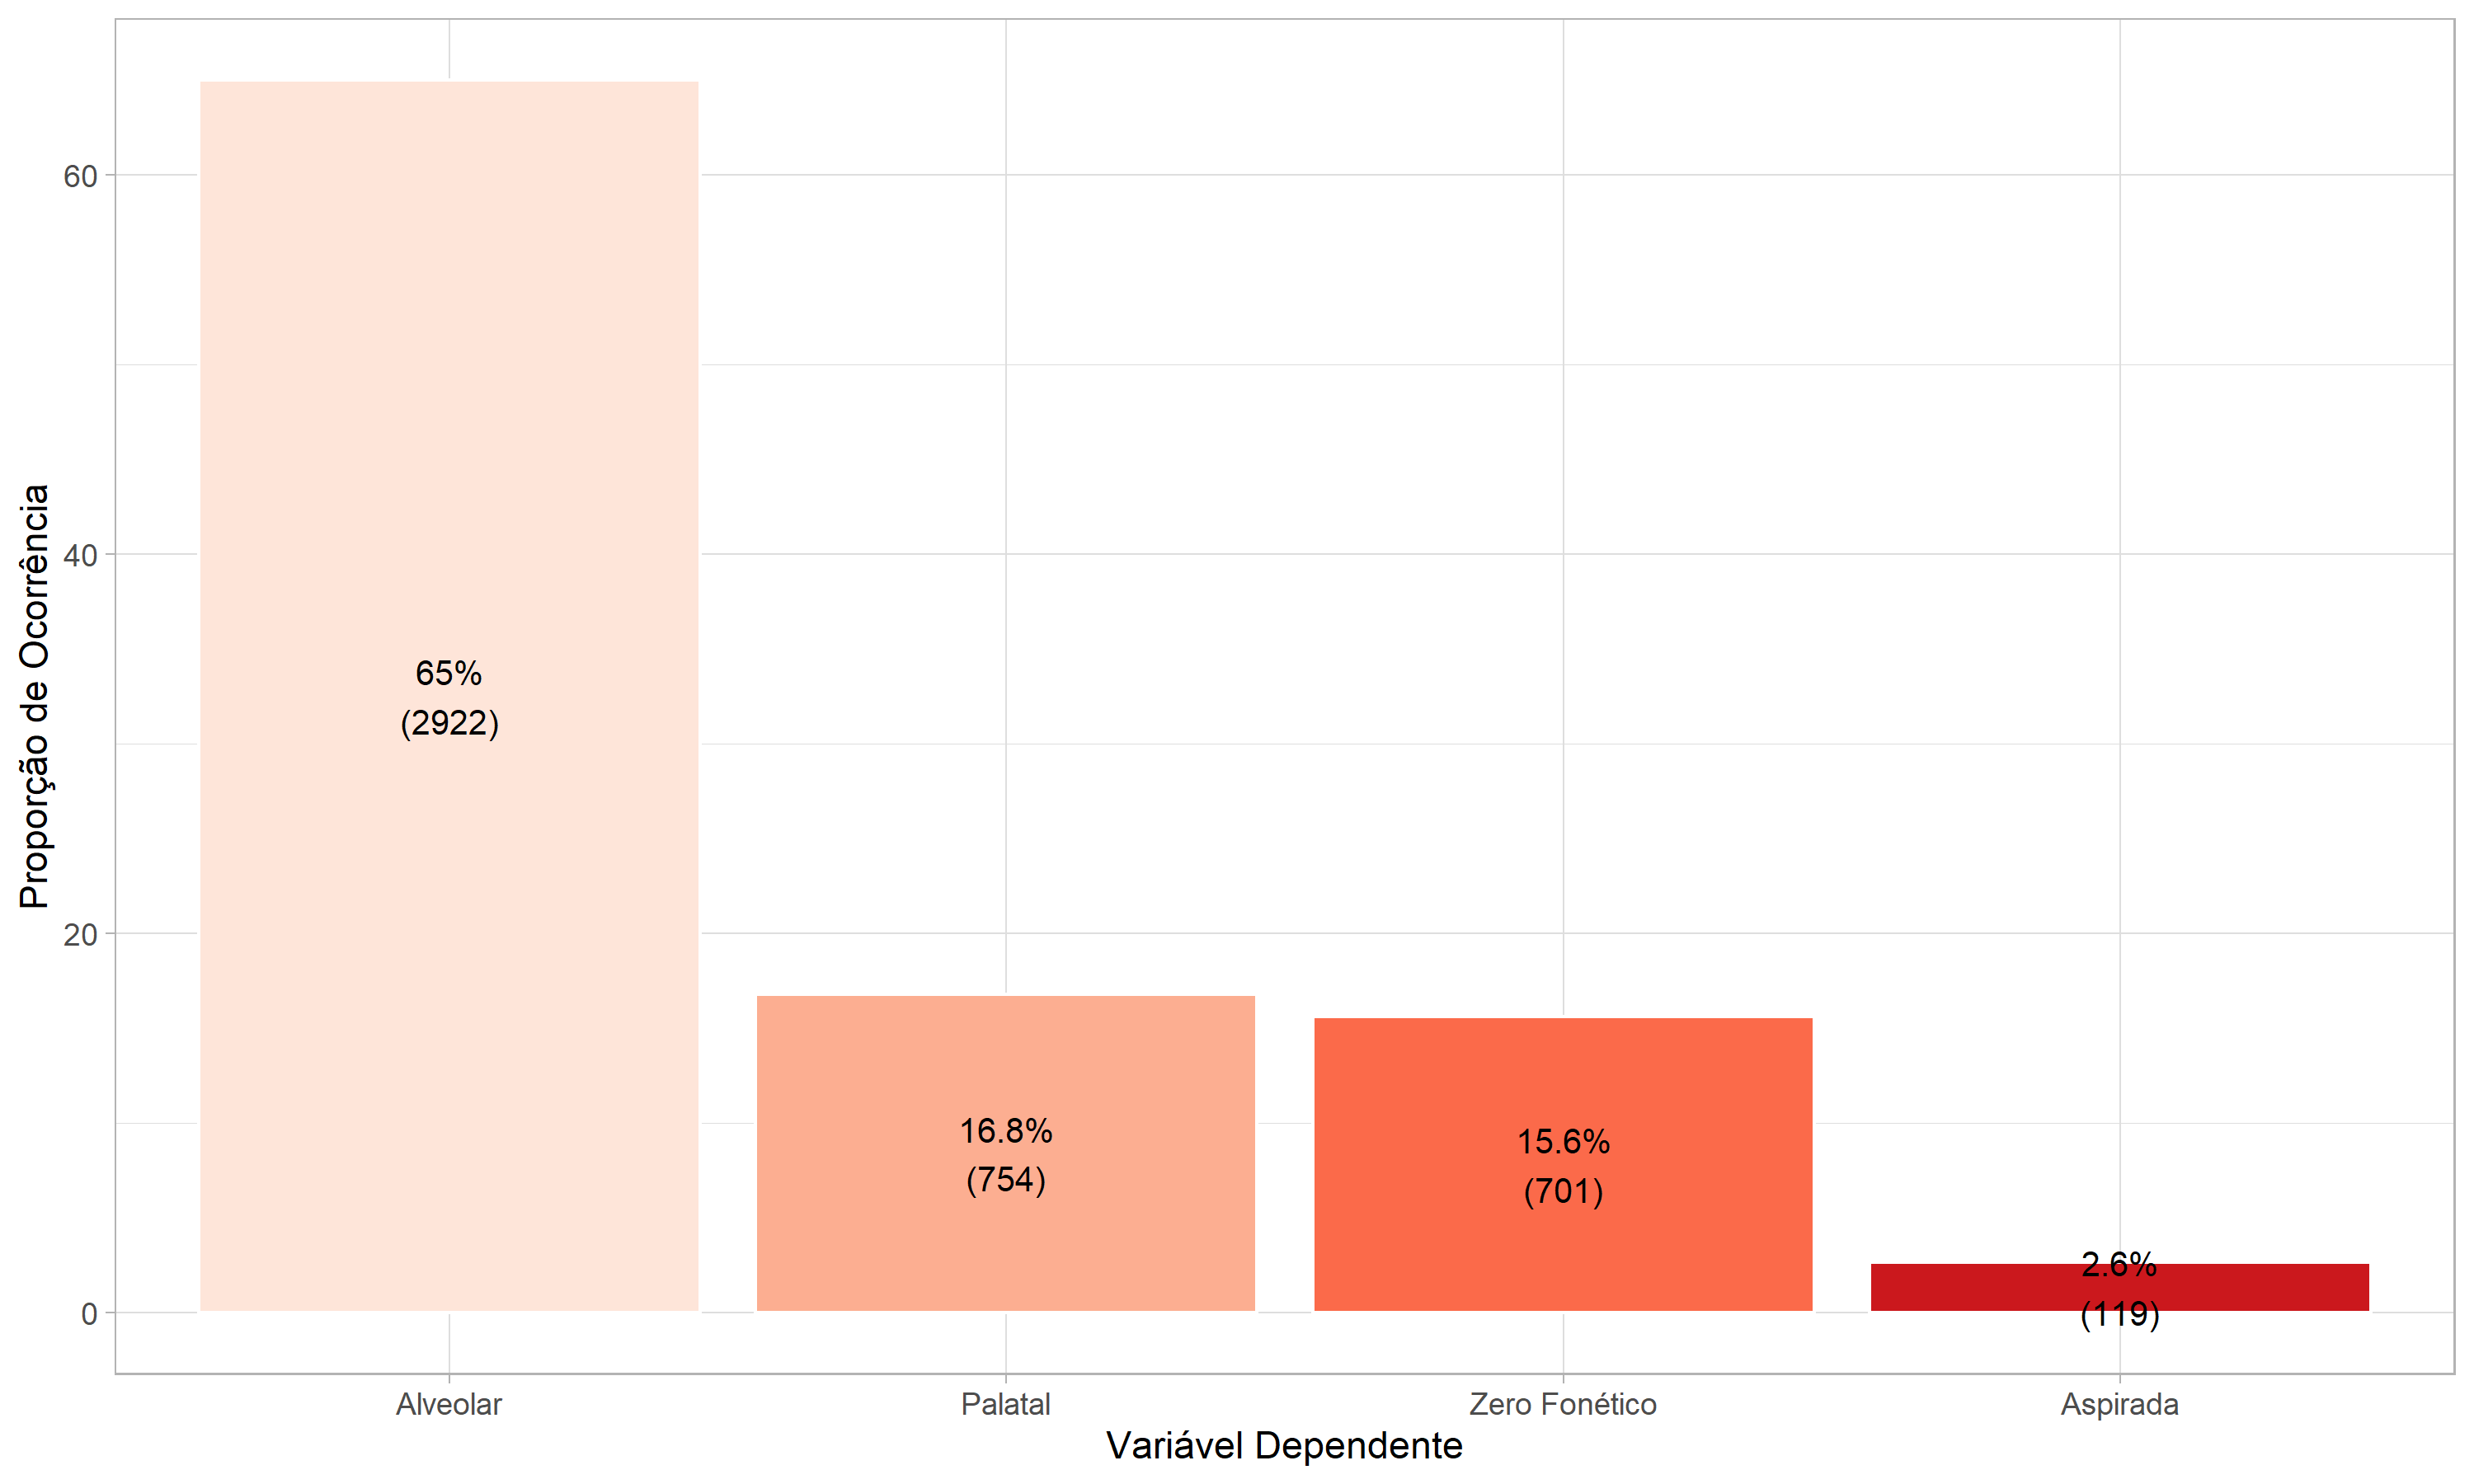 Proporção de Ocorrência
60
40
20
0
65%
(2922)
16.8%
(754)
15.6%
(701)
2.6%
(119)
Alveolar
Palatal
Zero Fonético
Aspirada
Variável Dependente